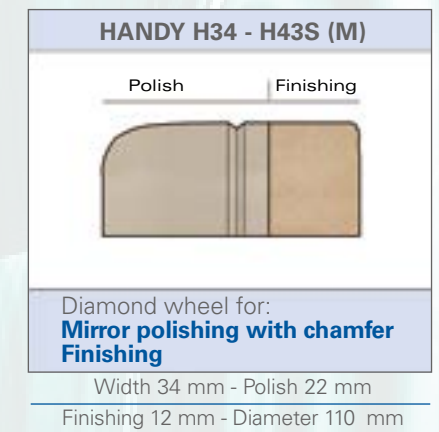 HANDY H34 - H43S (M)
Polish Finishing
Diamond wheel for:
Mirror polishing with chamfer
Finishing
Width 34 mm - Polish 22 mm
Finishing 12 mm - Diameter 110 mm